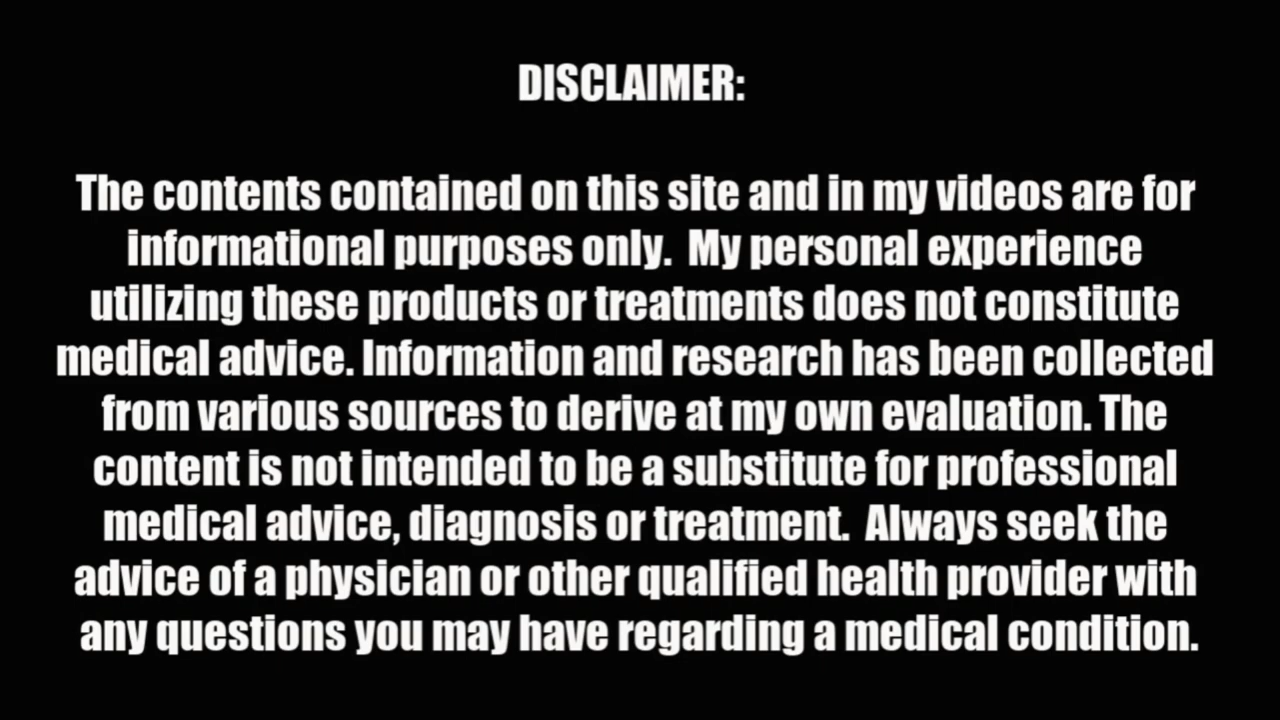 DISCLAIMER:
The contents contained on this site and in my videos are for
informational purposes only.  My personal experience
utilizing these products or treatments does not constitute
medical advice. Information and research has been collected
from various sources to derive at my own evaluation. The
content is not intended to be a substitute for professional
medical advice, diagnosis or treatment.  Always seek the
advice of a physician or other qualified health provider with
any questions you may have regarding a medical condition.